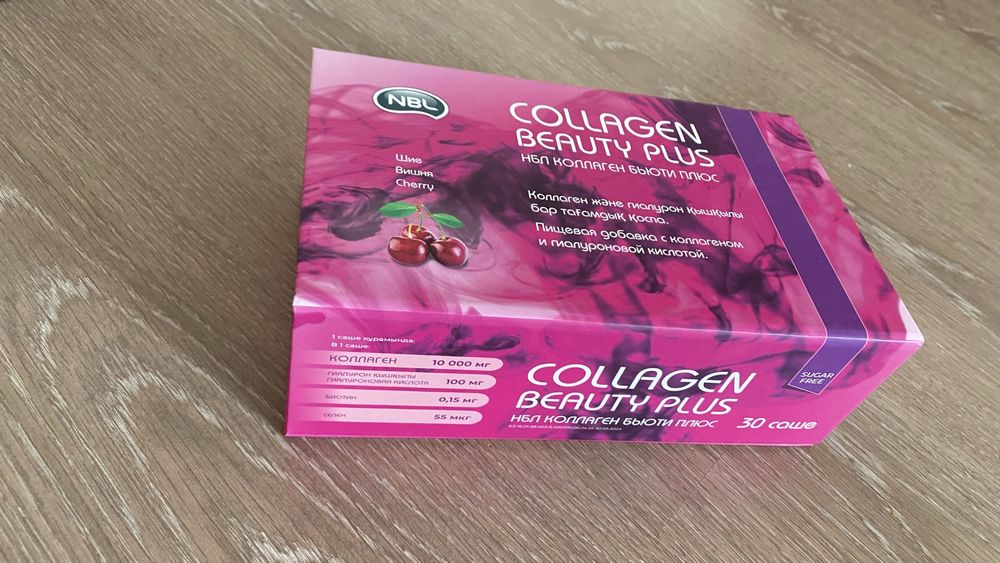 NBL
COLLAGEN
BEAUTY PLUS
НБЛ КОЛЛАГЕН БЬЮТИ ПЛЮС
Шие
Вишня
Cherry
Коллаген және гиалурон қышқылы
бар тағамдық қоспа.
Пищевая добавка с коллагеном
и гиалуроновой кислотой.
1 саше құрамында:
В 1 саше:
КОЛЛАГЕН 10 000 мг
ГИАЛУРОН ҚЫШҚЫЛЫ
ГИАЛУРОНОВАЯ КИСЛОТА 100 мг
БИОТИН 0,15 мг
СЕЛЕН 55 мкг
COLLAGEN
BEAUTY PLUS
НБЛ КОЛЛАГЕН БЬЮТИ ПЛЮС
30 саше
SUGAR
FREE